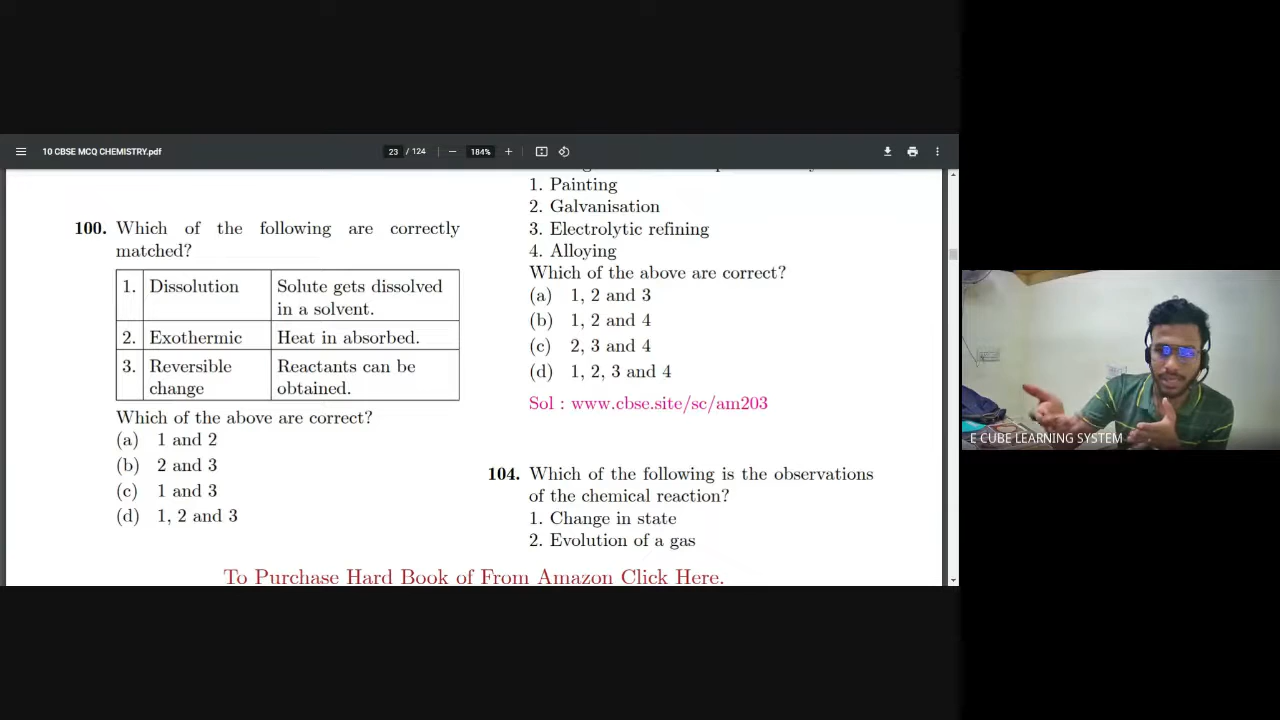 10 CBSE MCQ CHEMISTRY.pdf
23 / 124
184%
100. Which of the following are correctly
matched?
1. Dissolution Solute gets dissolved
in a solvent.
2. Exothermic Heat in absorbed.
3. Reversible Reactants can be
change obtained.
Which of the above are correct?
(a) 1 and 2
(b) 2 and 3
(c) 1 and 3
(d) 1, 2 and 3
1. Painting
2. Galvanisation
3. Electrolytic refining
4. Alloying
Which of the above are correct?
(a) 1, 2 and 3
(b) 1, 2 and 4
(c) 2, 3 and 4
(d) 1, 2, 3 and 4
Sol : www.cbse.site/sc/am203
104. Which of the following is the observations
of the chemical reaction?
1. Change in state
2. Evolution of a gas
To Purchase Hard Book of From Amazon Click Here.
E CUBE LEARNING SYSTEM